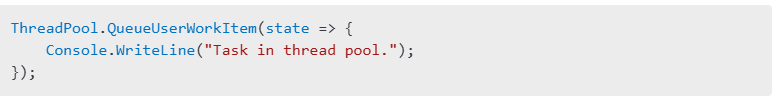 ThreadPool.QueueUserWorkItem(state => {
    Console.WriteLine("Task in thread pool.");
});